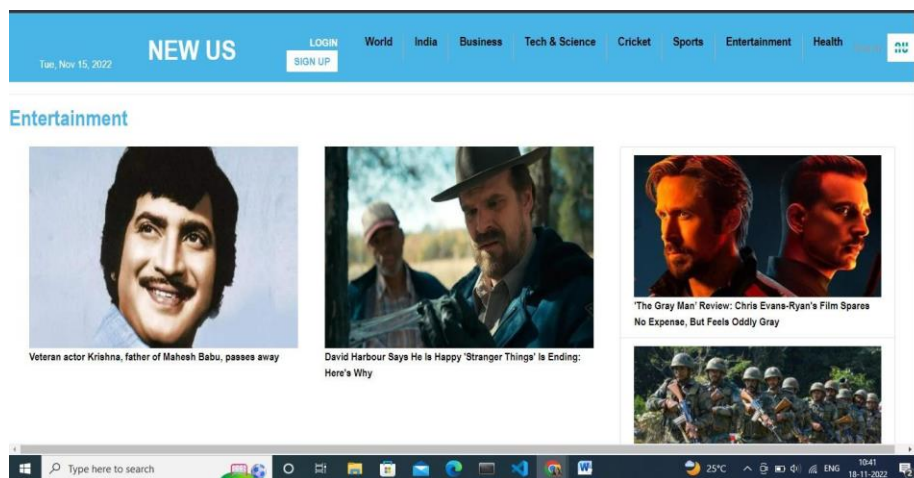 NEW US
Tue, Nov 15, 2022
LOGIN
SIGN UP
World India Business Tech & Science Cricket Sports Entertainment Health
Entertainment
Veteran actor Krishna, father of Mahesh Babu, passes away
David Harbour Says He Is Happy 'Stranger Things' Is Ending:
Here's Why
'The Gray Man' Review: Chris Evans-Ryan's Film Spares
No Expense, But Feels Oddly Gray
Type here to search
25°C
ENG
10:41
18-11-2022